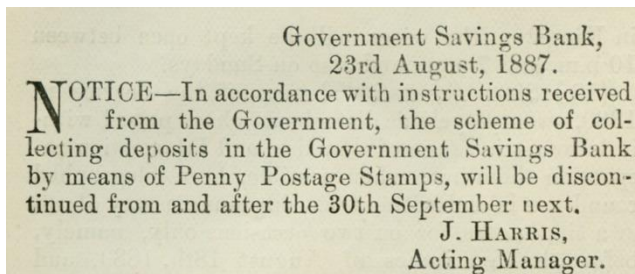 Government Savings Bank,
23rd August, 1887.
NOTICE—In accordance with instructions received
from the Government, the scheme of col-
lecting deposits in the Government Savings Bank
by means of Penny Postage Stamps, will be discon-
tinued from and after the 30th September next.
J. HARRIS,
Acting Manager.